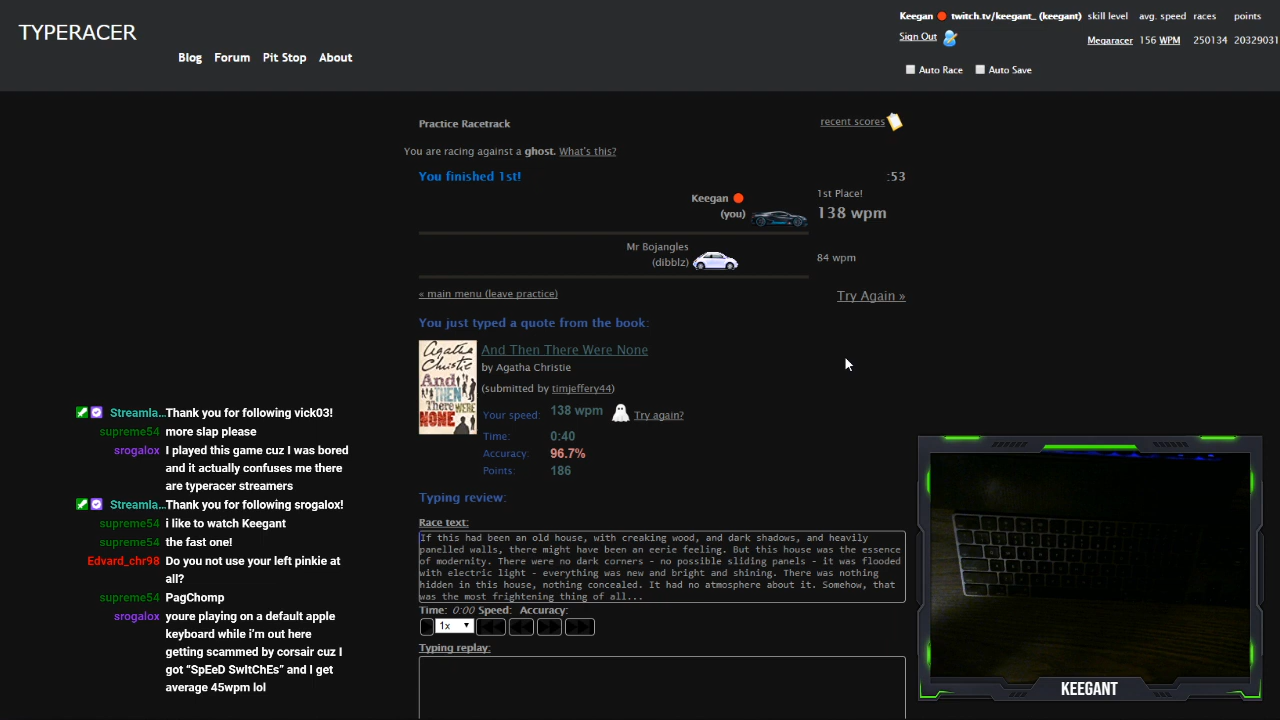 TYPERACER
Blog Forum Pit Stop About
Keegan twitch.tv/keegant_ (keegant) skill level avg. speed races points
Sign Out Megaracer 156 WPM 250134 20329031
Auto Race Auto Save
Practice Racetrack
recent scores
You are racing against a ghost. What's this?
You finished 1st!
:53
Keegan
(you)
1st Place!
138 wpm
Mr Bojangles
(dibblz)
84 wpm
« main menu (leave practice)
Try Again »
You just typed a quote from the book:
Agatha
Christie
And
THEN
There WERE
NONE
And Then There Were None
by Agatha Christie
(submitted by timjeffery44)
Your speed: 138 wpm Try again?
Time: 0:40
Accuracy: 96.7%
Points: 186
Typing review:
Race text:
If this had been an old house, with creaking wood, and dark shadows, and heavily
panelled walls, there might have been an eerie feeling. But this house was the essence
of modernity. There were no dark corners - no possible sliding panels - it was flooded
with electric light - everything was new and bright and shining. There was nothing
hidden in this house, nothing concealed. It had no atmosphere about it. Somehow, that
was the most frightening thing of all...
Time: 0:00 Speed: Accuracy:
1x
Typing replay:
Streamla...Thank you for following vick03!
supreme54 more slap please
srogalox I played this game cuz I was bored
and it actually confuses me there
are typeracer streamers
Streamla...Thank you for following srogalox!
supreme54 i like to watch Keegant
supreme54 the fast one!
Edvard_chr98 Do you not use your left pinkie at
all?
supreme54 PagChomp
srogalox youre playing on a default apple
keyboard while i'm out here
getting scammed by corsair cuz I
got “SpEeD SwItChEs” and I get
average 45wpm lol
KEEGANT